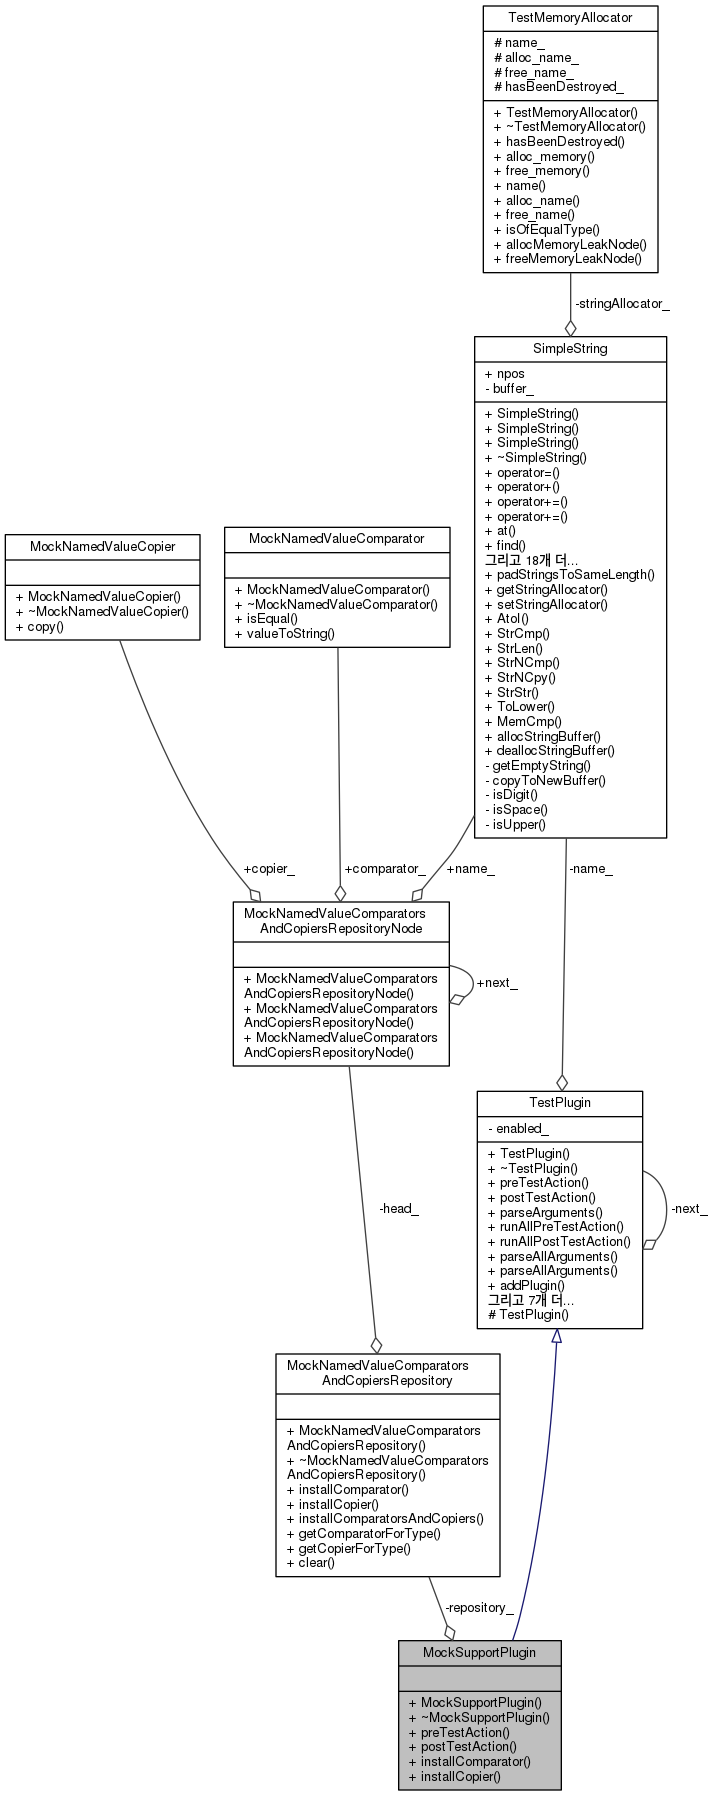 TestMemoryAllocator
# name_
# alloc_name_
# free_name_
# hasBeenDestroyed_
+ TestMemoryAllocator()
+ ~TestMemoryAllocator()
+ hasBeenDestroyed()
+ alloc_memory()
+ free_memory()
+ name()
+ alloc_name()
+ free_name()
+ isOfEqualType()
+ allocMemoryLeakNode()
+ freeMemoryLeakNode()
-stringAllocator_
SimpleString
+ npos
- buffer_
+ SimpleString()
+ SimpleString()
+ SimpleString()
+ ~SimpleString()
+ operator=()
+ operator+()
+ operator+=()
+ operator+=()
+ at()
+ find()
그리고 18개 더...
+ padStringsToSameLength()
+ getStringAllocator()
+ setStringAllocator()
+ AtoI()
+ StrCmp()
+ StrLen()
+ StrNCmp()
+ StrNCpy()
+ StrStr()
+ ToLower()
+ MemCmp()
+ allocStringBuffer()
+ deallocStringBuffer()
- getEmptyString()
- copyToNewBuffer()
- isDigit()
- isSpace()
- isUpper()
MockNamedValueCopier
+ MockNamedValueCopier()
+ ~MockNamedValueCopier()
+ copy()
MockNamedValueComparator
+ MockNamedValueComparator()
+ ~MockNamedValueComparator()
+ isEqual()
+ valueToString()
+copier_
+comparator_
+name_
-name_
MockNamedValueComparators
AndCopiersRepositoryNode
+ MockNamedValueComparators
AndCopiersRepositoryNode()
+ MockNamedValueComparators
AndCopiersRepositoryNode()
+ MockNamedValueComparators
AndCopiersRepositoryNode()
+next_
TestPlugin
- enabled_
+ TestPlugin()
+ ~TestPlugin()
+ preTestAction()
+ postTestAction()
+ parseArguments()
+ runAllPreTestAction()
+ runAllPostTestAction()
+ parseAllArguments()
+ parseAllArguments()
+ addPlugin()
그리고 7개 더...
# TestPlugin()
-next_
-head_
MockNamedValueComparators
AndCopiersRepository
+ MockNamedValueComparators
AndCopiersRepository()
+ ~MockNamedValueComparators
AndCopiersRepository()
+ installComparator()
+ installCopier()
+ installComparatorsAndCopiers()
+ getComparatorForType()
+ getCopierForType()
+ clear()
-repository_
MockSupportPlugin
+ MockSupportPlugin()
+ ~MockSupportPlugin()
+ preTestAction()
+ postTestAction()
+ installComparator()
+ installCopier()